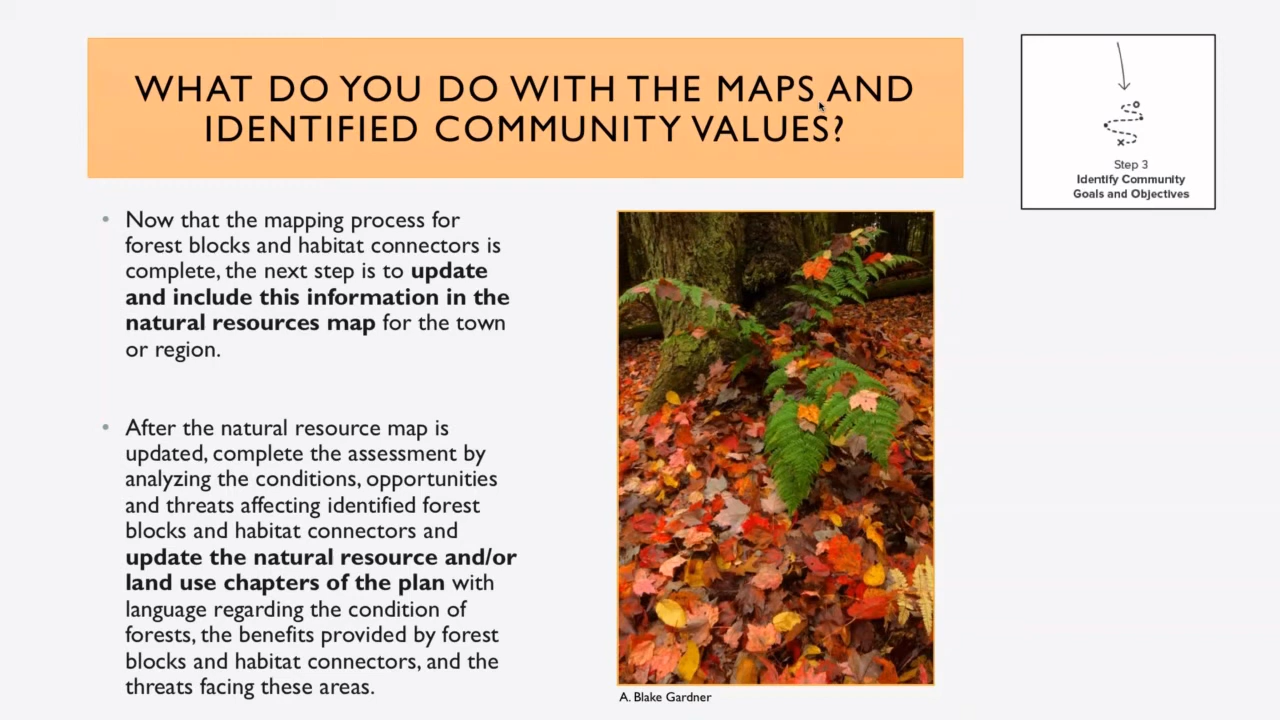 WHAT DO YOU DO WITH THE MAPS AND
IDENTIFIED COMMUNITY VALUES?
Step 3
Identify Community
Goals and Objectives
• Now that the mapping process for
forest blocks and habitat connectors is
complete, the next step is to update
and include this information in the
natural resources map for the town
or region.
• After the natural resource map is
updated, complete the assessment by
analyzing the conditions, opportunities
and threats affecting identified forest
blocks and habitat connectors and
update the natural resource and/or
land use chapters of the plan with
language regarding the condition of
forests, the benefits provided by forest
blocks and habitat connectors, and the
threats facing these areas.
A. Blake Gardner